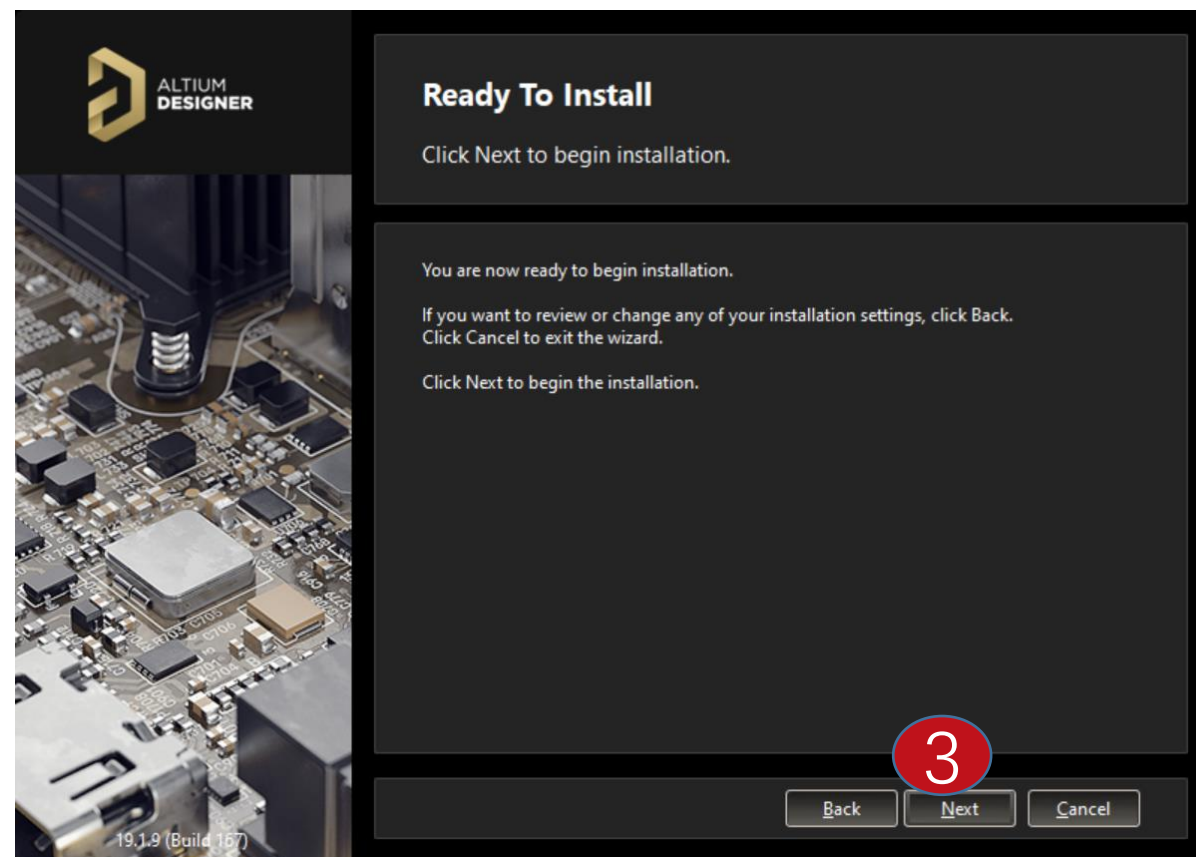 ALTIUM
DESIGNER
Ready To Install
Click Next to begin installation.
You are now ready to begin installation.
If you want to review or change any of your installation settings, click Back.
Click Cancel to exit the wizard.
Click Next to begin the installation.
3
Back
Next
Cancel
19.1.9 (Build 167)